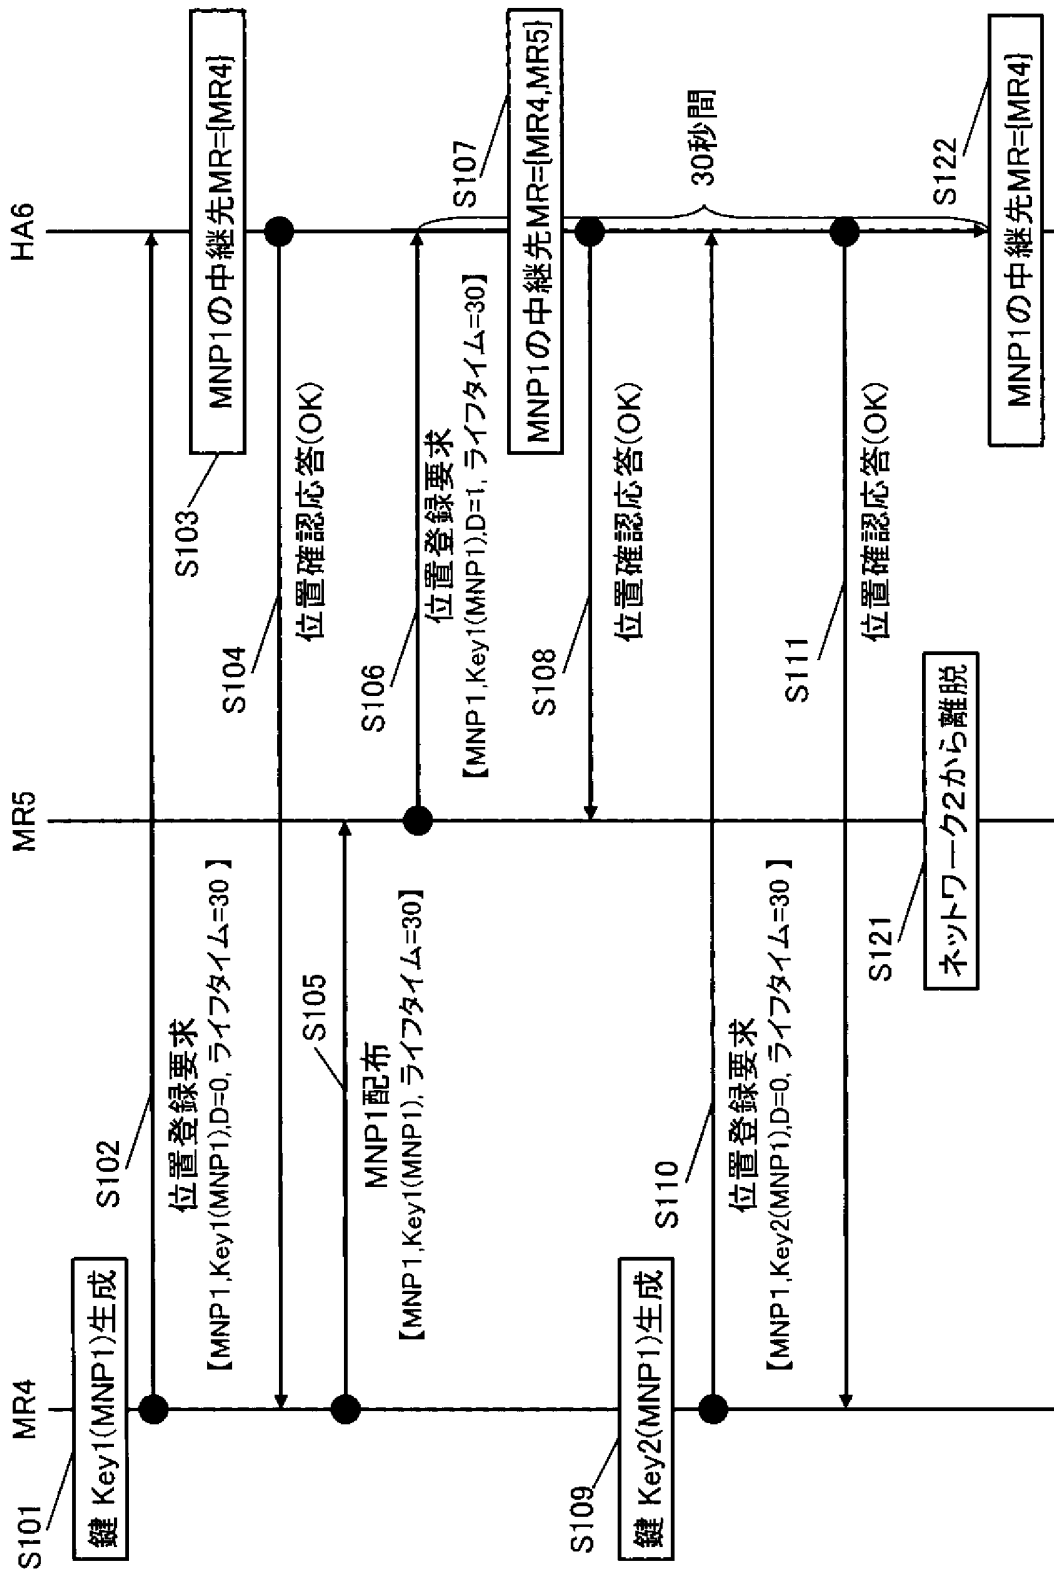 MR4
MR5
HA6
S101
鍵 Key1(MNP1)生成
S102
位置登録要求
【MNP1,Key1(MNP1),D=0, ライフタイム=30 】
S103
MNP1の中継先MR={MR4}
S104
位置確認応答(OK)
S105
MNP1配布
【MNP1,Key1(MNP1), ライフタイム=30】
S106
位置登録要求
【MNP1,Key1(MNP1),D=1, ライフタイム=30】
S107
MNP1の中継先MR={MR4,MR5}
S108
位置確認応答(OK)
30秒間
S109
鍵 Key2(MNP1)生成
S110
位置登録要求
【MNP1,Key2(MNP1),D=0, ライフタイム=30 】
S111
位置確認応答(OK)
S121
ネットワーク2から離脱
S122
MNP1の中継先MR={MR4}